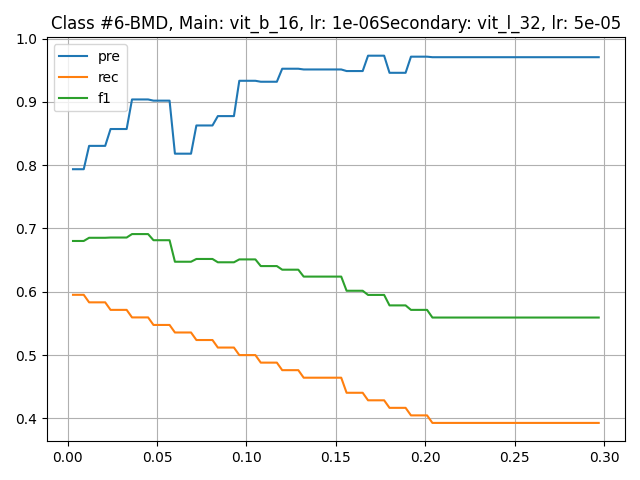 Class #6-BMD, Main: vit_b_16, lr: 1e-06Secondary: vit_l_32, lr: 5e-05
pre
rec
f1
1.0
0.9
0.8
0.7
0.6
0.5
0.4
0.00 0.05 0.10 0.15 0.20 0.25 0.30